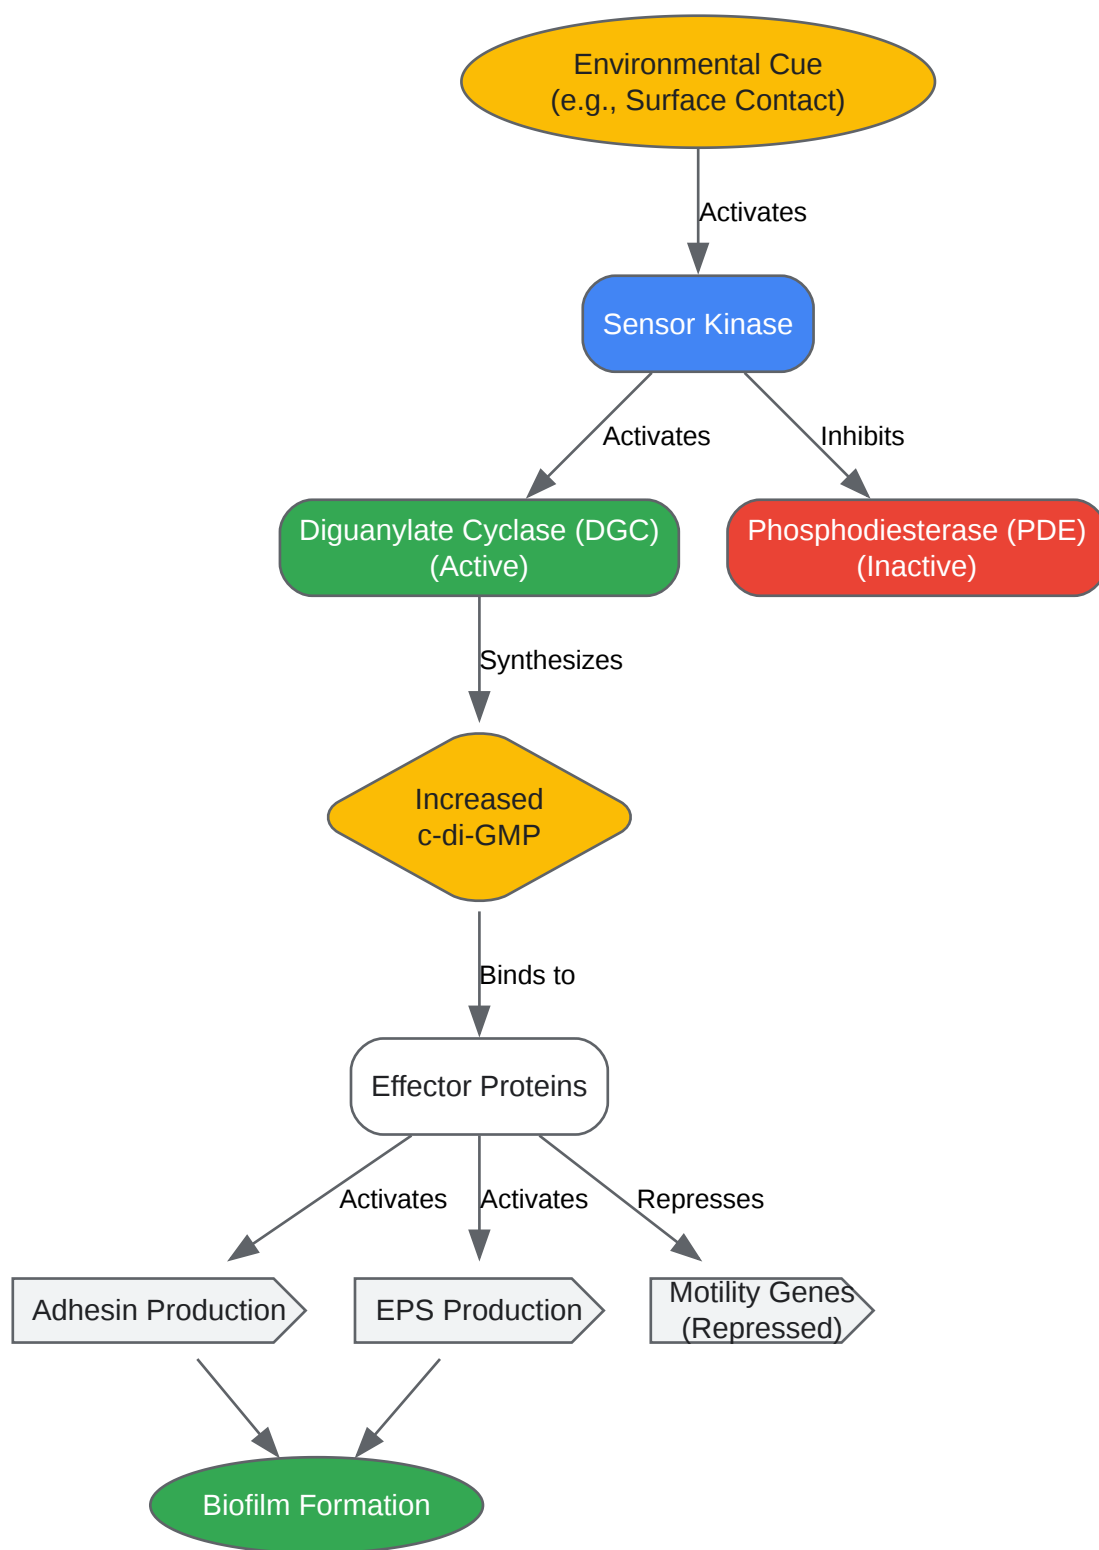 Environmental Cue
(e.g., Surface Contact)
Activates
Sensor Kinase
Activates
Inhibits
Diguanylate Cyclase (DGC)
(Active)
Phosphodiesterase (PDE)
(Inactive)
Synthesizes
Increased
c-di-GMP
Binds to
Effector Proteins
Activates
Activates
Represses
Adhesin Production
EPS Production
Motility Genes
(Repressed)
Biofilm Formation